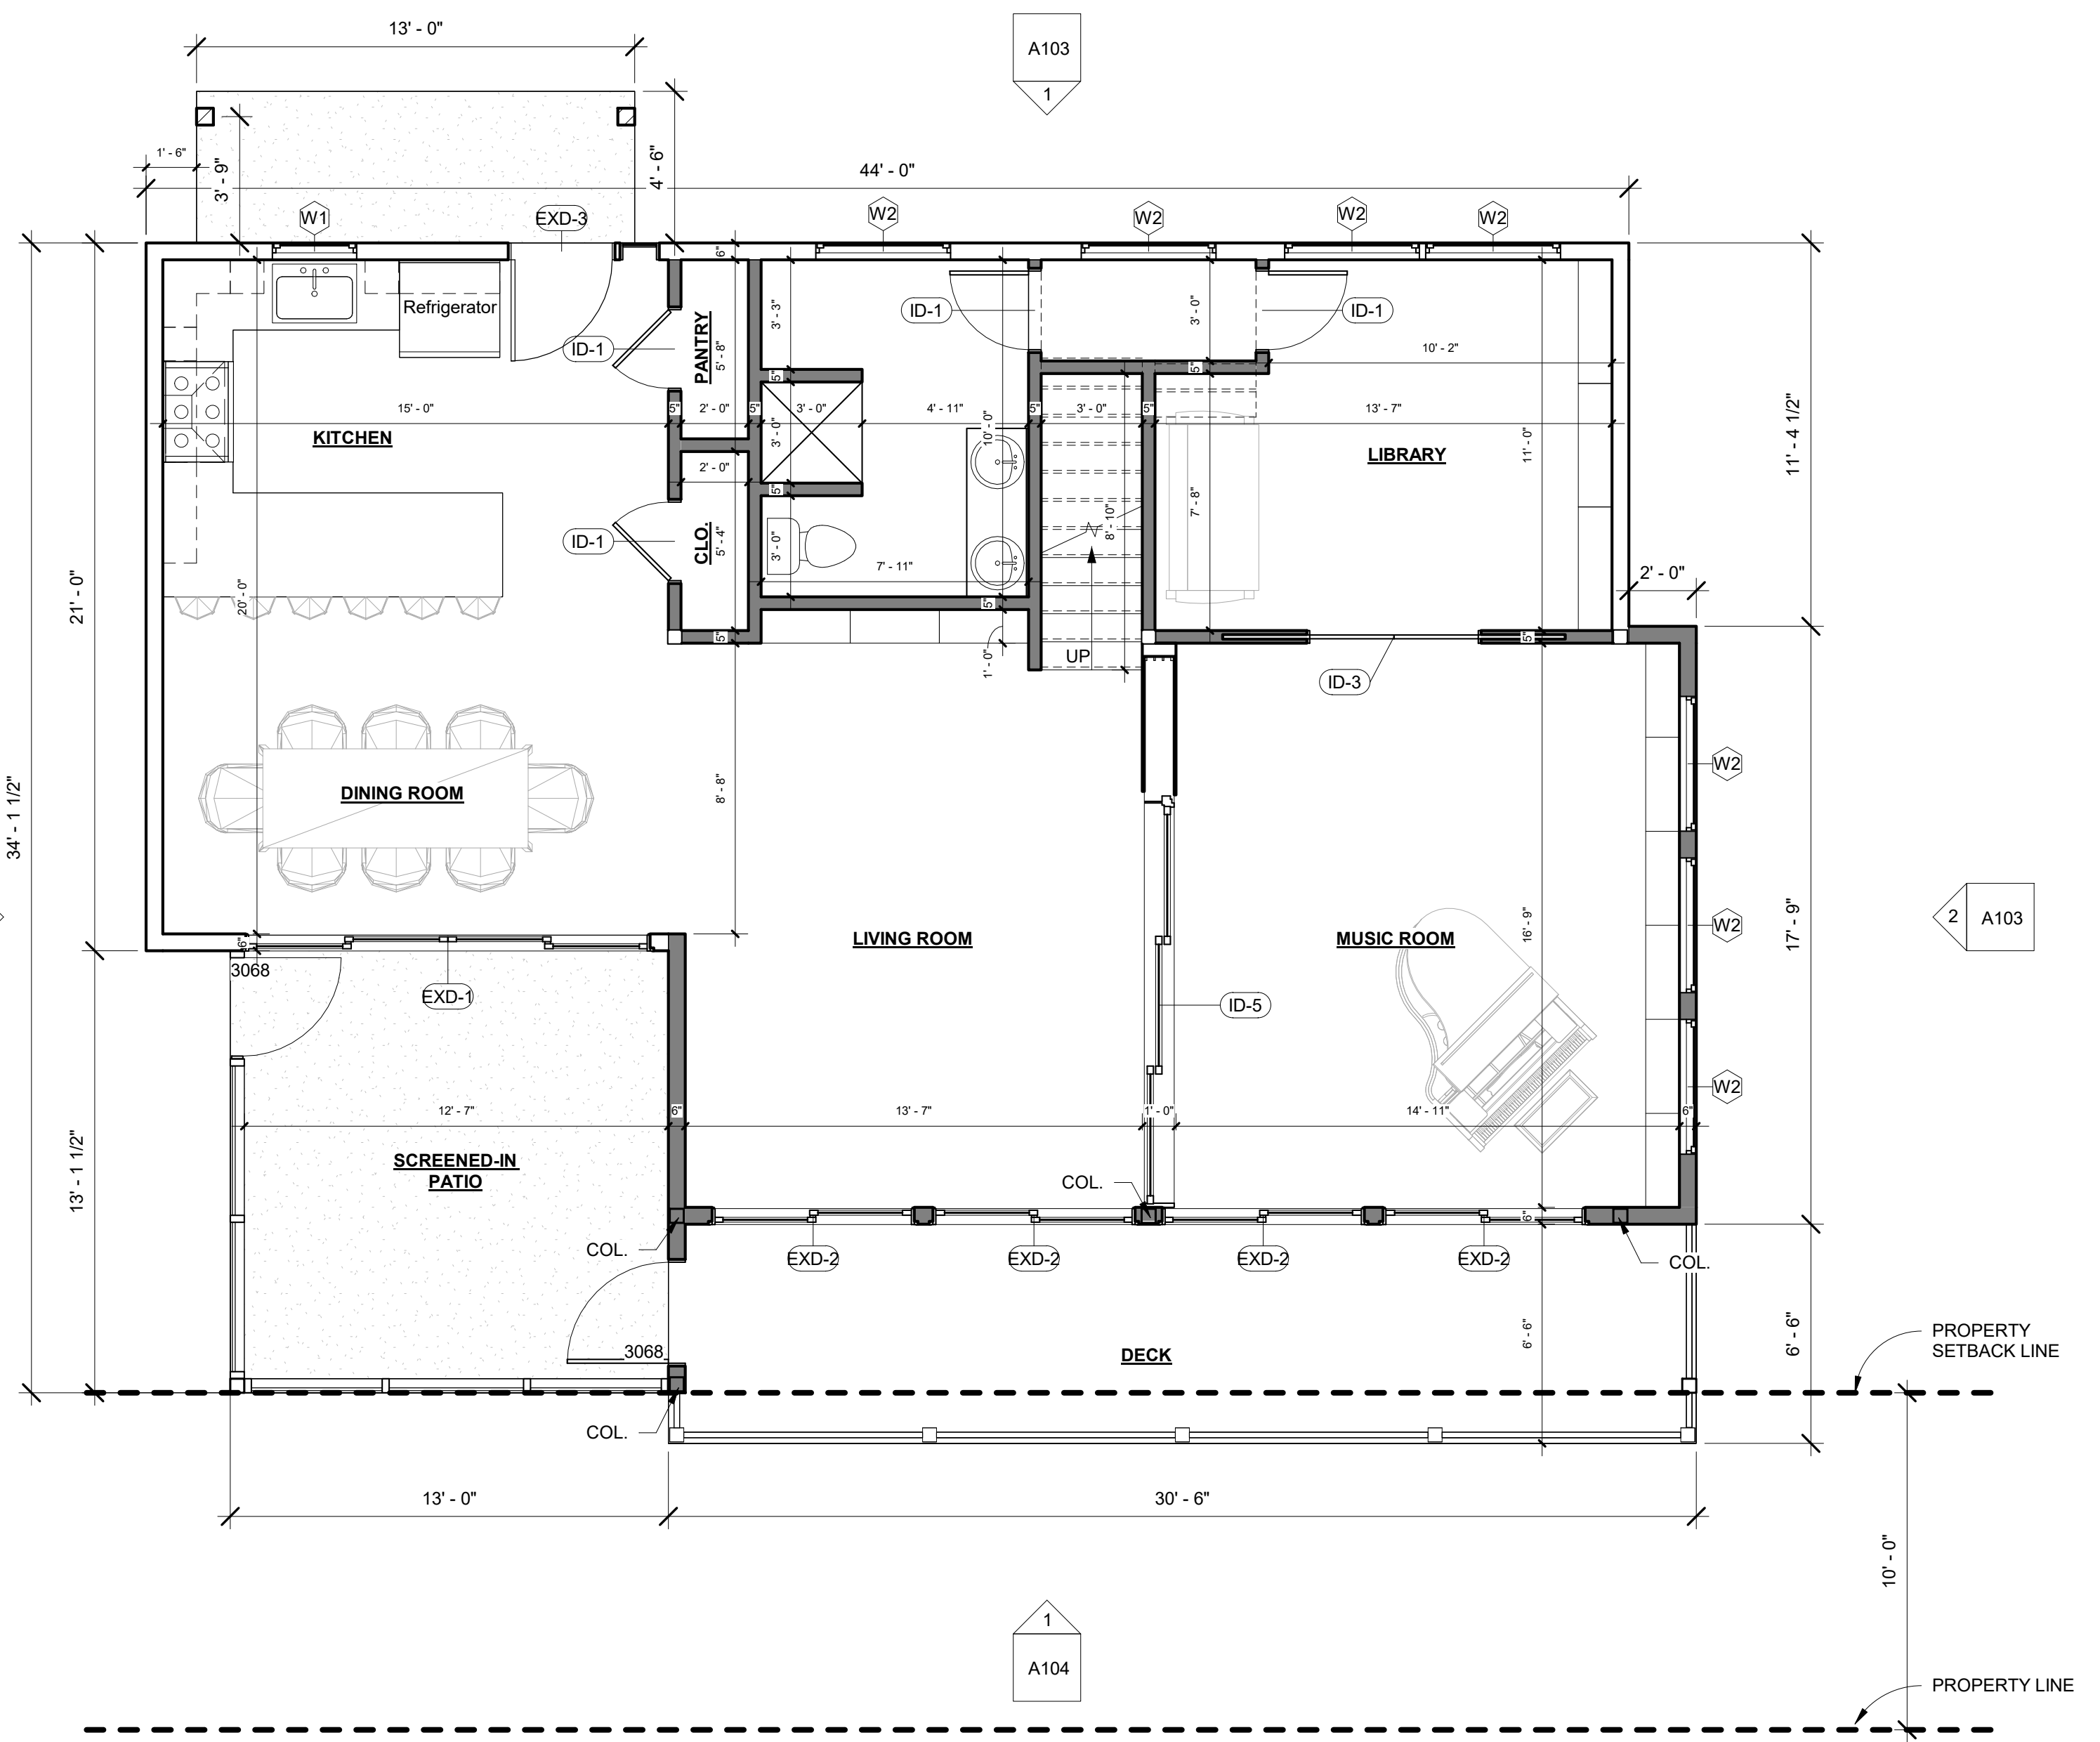 13' - 0"
A103
1
1' - 6"
3' - 9"
4' - 6"
44' - 0"
W1
EXD-3
W2
W2
W2
W2
6"
Refrigerator
ID-1
PANTRY
5' - 8"
3' - 3"
ID-1
3' - 0"
ID-1
10' - 2"
5"
5"
15' - 0"
5"
2' - 0"
5"
3' - 0"
4' - 11"
10' - 0"
5"
3' - 0"
5"
13' - 7"
KITCHEN
3' - 0"
LIBRARY
11' - 0"
11' - 4 1/2"
2' - 0"
5"
7' - 8"
8' - 10"
ID-1
CLO.
5' - 4"
3' - 0"
7' - 11"
2' - 0"
21' - 0"
20' - 0"
5"
5"
5"
1' - 0"
UP
ID-3
W2
34' - 1 1/2"
DINING ROOM
8' - 8"
LIVING ROOM
MUSIC ROOM
16' - 9"
W2
17' - 9"
2
A103
6"
3068
EXD-1
ID-5
W2
12' - 7"
6"
13' - 7"
1' - 0"
14' - 11"
6"
13' - 1 1/2"
SCREENED-IN
PATIO
COL.
6"
COL.
EXD-2
EXD-2
EXD-2
EXD-2
COL.
6' - 6"
6' - 6"
PROPERTY
SETBACK LINE
3068
DECK
COL.
13' - 0"
30' - 6"
10' - 0"
1
A104
PROPERTY LINE